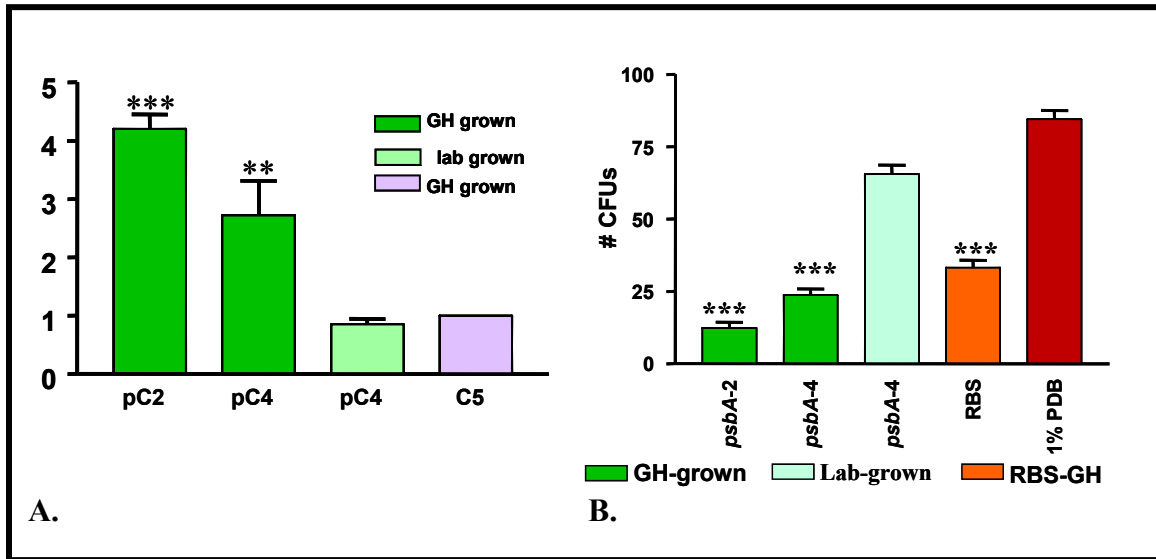 5
4
3
2
1
0
***
**
GH grown
lab grown
GH grown
pC2
pC4
pC4
C5
A.
# CFUs
100
75
50
25
0
***
***
***
psbA-2
psbA-4
psbA-4
RBS
1% PDB
GH-grown
Lab-grown
RBS-GH
B.